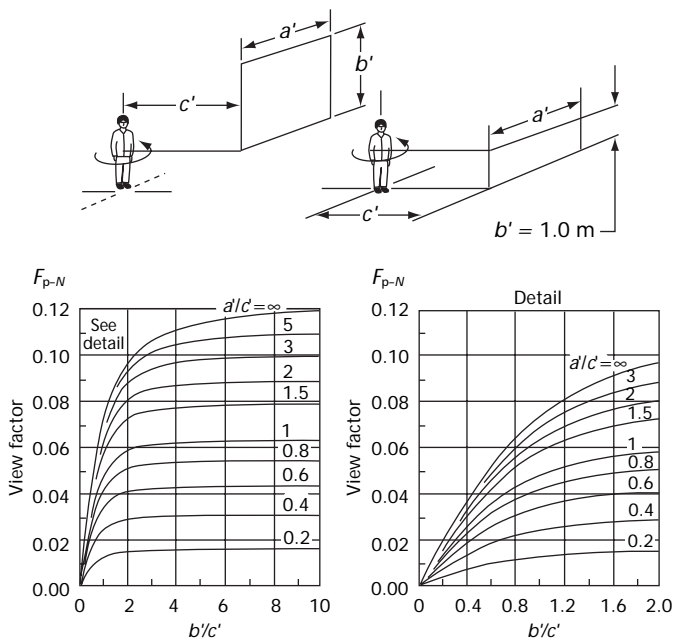 a'
b'
c'
a'
c'
b' = 1.0 m
F p–N
0.12
0.10
0.08
0.06
0.04
0.02
0.00
View factor
See
detail
a'/c'=∞
5
3
2
1.5
1
0.8
0.6
0.4
0.2
0 2 4 6 8 10
b'/c'
F p–N
Detail
0.12
0.10
0.08
0.06
0.04
0.02
0.00
View factor
a'/c'=∞
3
2
1.5
1
0.8
0.6
0.4
0.2
0 0.4 0.8 1.2 1.6 2.0
b'/c'